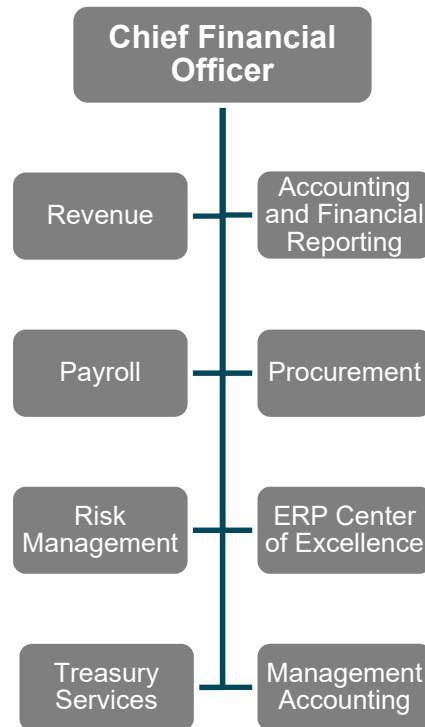 Chief Financial
Officer
Revenue
Accounting
and Financial
Reporting
Payroll
Procurement
Risk
Management
ERP Center
of Excellence
Treasury
Services
Management
Accounting